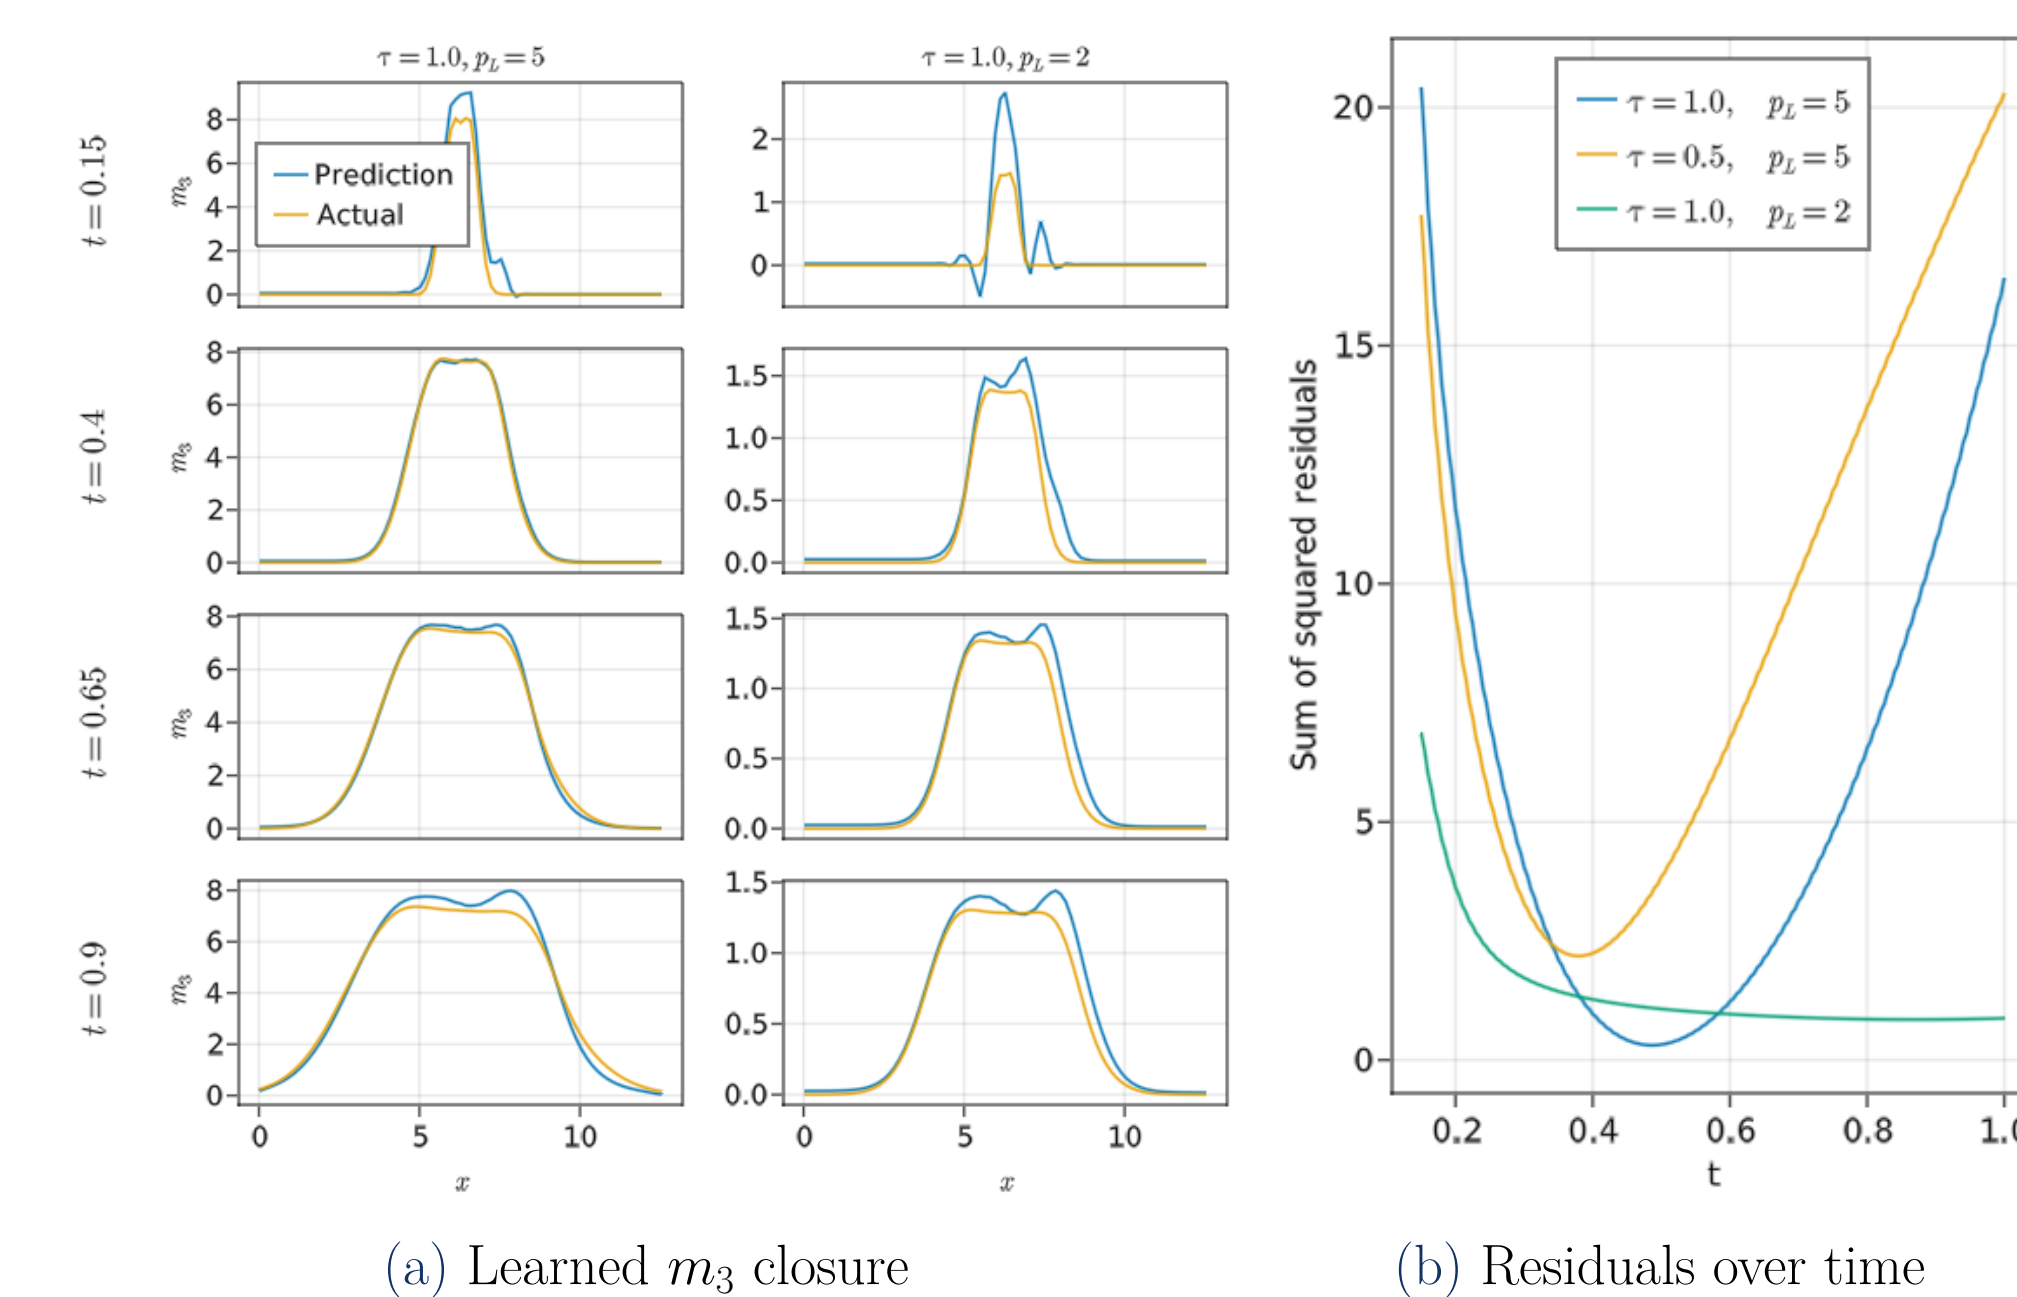 τ = 1.0, p_L = 5
τ = 1.0, p_L = 2
t = 0.15
m₃
8
6
4
2
0
Prediction
Actual
2
1
0
t = 0.4
m₃
8
6
4
2
0
1.5
1.0
0.5
0.0
t = 0.65
m₃
8
6
4
2
0
1.5
1.0
0.5
0.0
t = 0.9
m₃
8
6
4
2
0
1.5
1.0
0.5
0.0
0 5 10
0 5 10
x
x
(a) Learned m₃ closure
Sum of squared residuals
20
15
10
5
0
τ = 1.0, p_L = 5
τ = 0.5, p_L = 5
τ = 1.0, p_L = 2
0.2 0.4 0.6 0.8 1.0
t
(b) Residuals over time